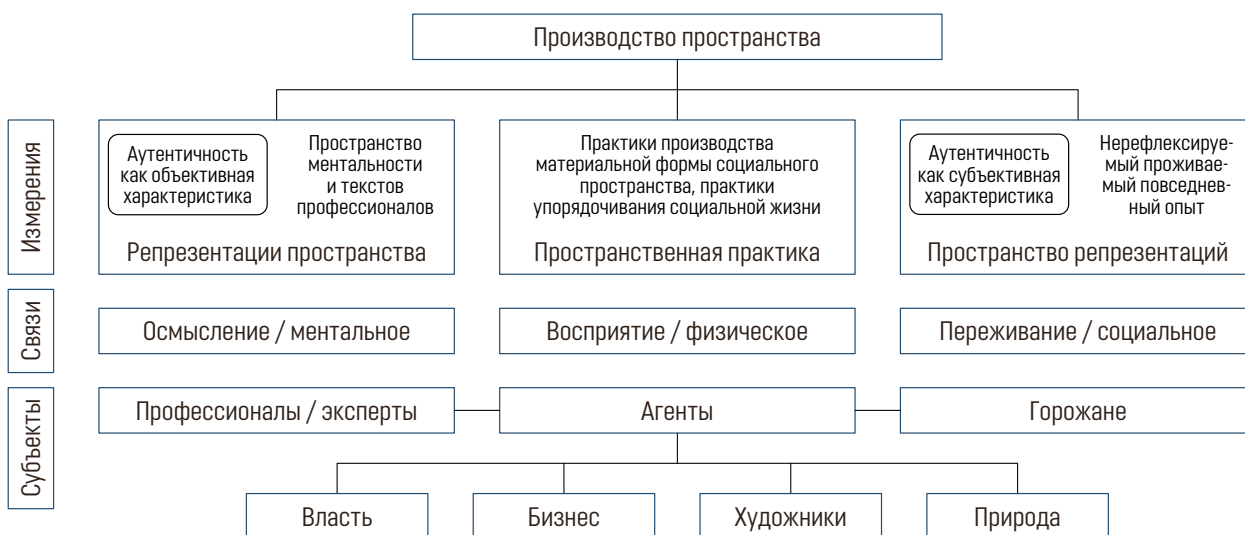 Производство пространства
Измерения
Аутентичность
как объективная
характеристика
Пространство
ментальности
и текстов
профессионалов
Репрезентации пространства
Практики производства
материальной формы социального
пространства, практики
упорядочивания социальной жизни
Пространственная практика
Аутентичность
как субъективная
характеристика
Нерефлексируе-
мый проживае-
мый повседнев-
ный опыт
Пространство репрезентаций
Связи
Осмысление / ментальное
Восприятие / физическое
Переживание / социальное
Субъекты
Профессионалы / эксперты
Агенты
Горожане
Власть
Бизнес
Художники
Природа